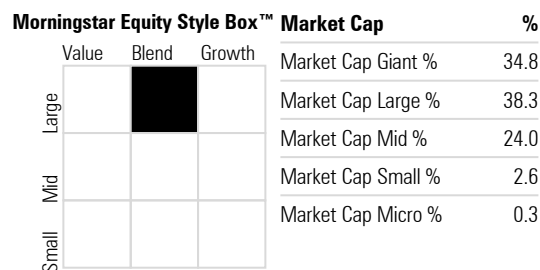 Morningstar Equity Style Box™
Value Blend Growth
Large
Mid
Small
Market Cap %
Market Cap Giant % 34.8
Market Cap Large % 38.3
Market Cap Mid % 24.0
Market Cap Small % 2.6
Market Cap Micro % 0.3